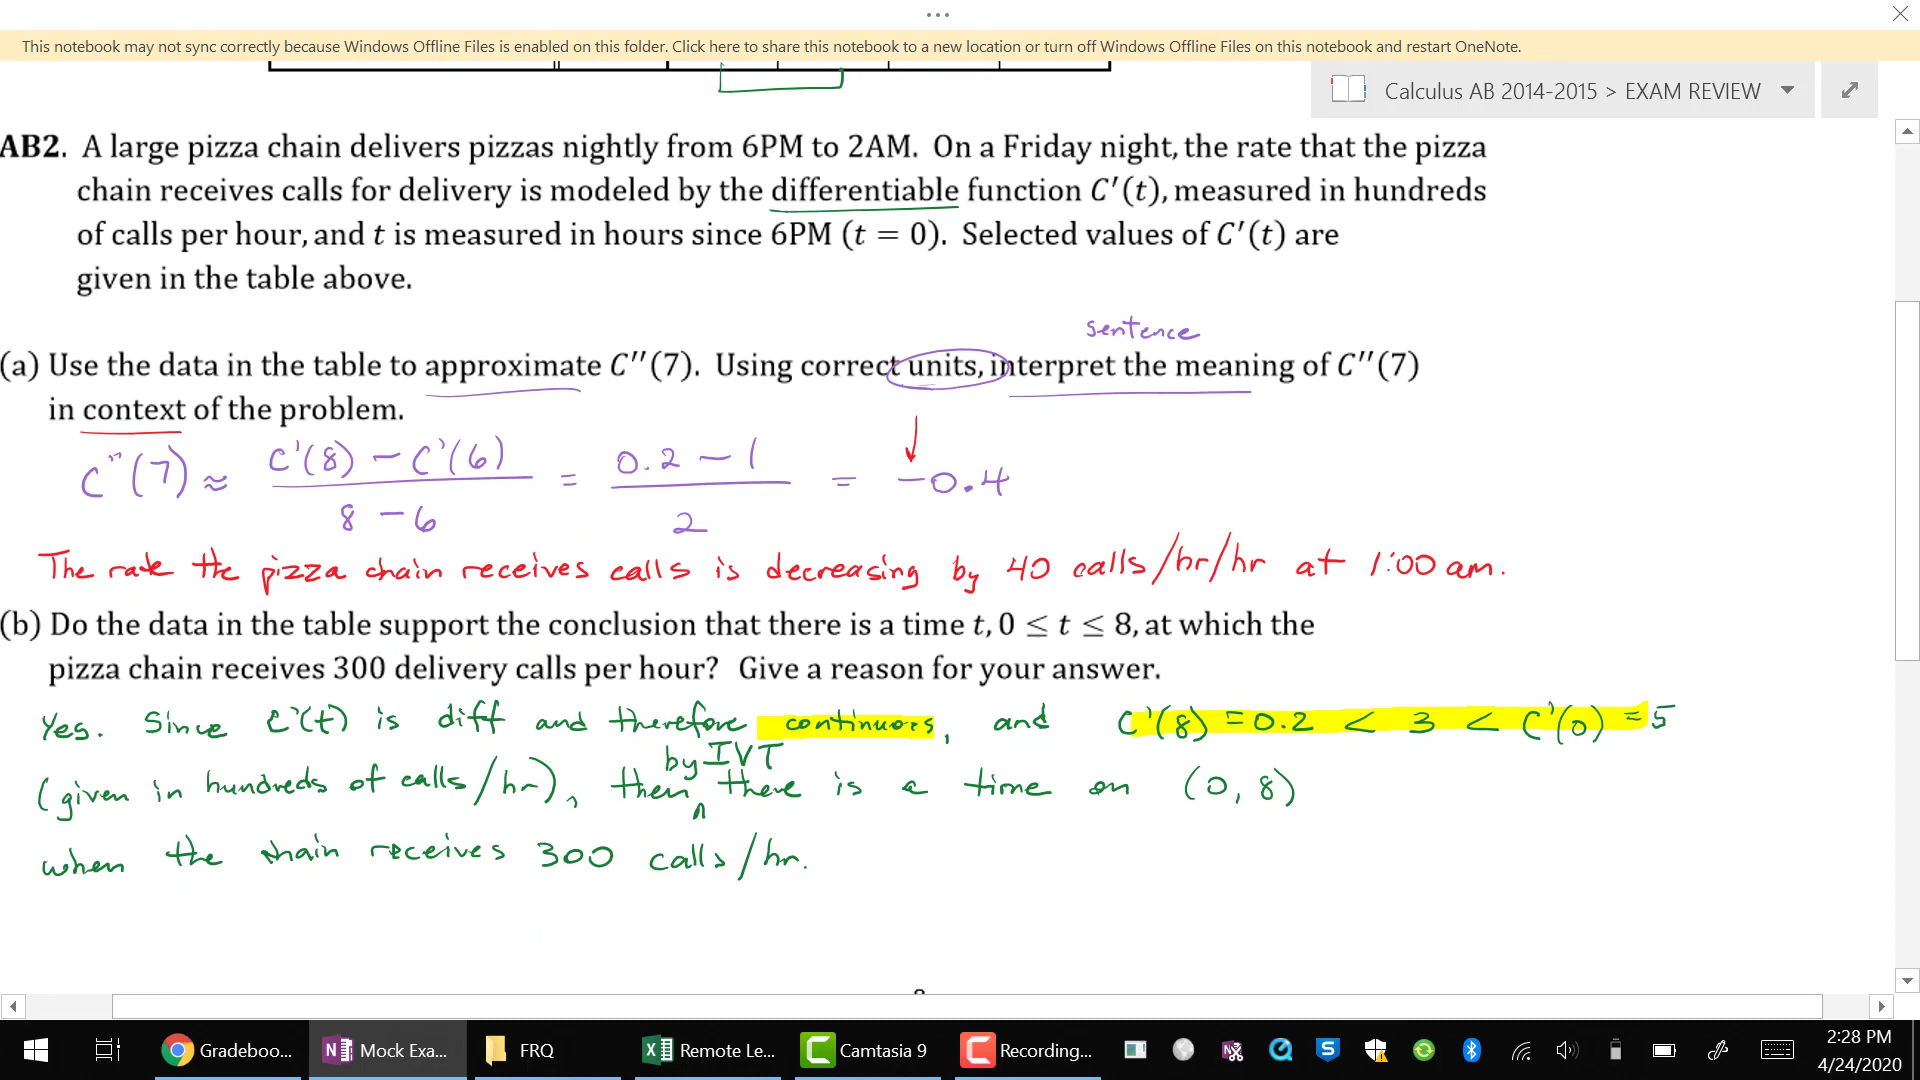 This notebook may not sync correctly because Windows Offline Files is enabled on this folder. Click here to share this notebook to a new location or turn off Windows Offline Files on this notebook and restart OneNote.
Calculus AB 2014-2015 > EXAM REVIEW
AB2. A large pizza chain delivers pizzas nightly from 6PM to 2AM. On a Friday night, the rate that the pizza
chain receives calls for delivery is modeled by the differentiable function C′(t), measured in hundreds
of calls per hour, and t is measured in hours since 6PM (t = 0). Selected values of C′(t) are
given in the table above.
sentence
(a) Use the data in the table to approximate C′′(7). Using correct units, interpret the meaning of C′′(7)
in context of the problem.
C''(7) ≈ C'(8) - C'(6) / 8 - 6 = 0.2 - 1 / 2 = -0.4
The rate the pizza chain receives calls is decreasing by 40 calls/hr/hr at 1:00 am.
(b) Do the data in the table support the conclusion that there is a time t, 0 ≤ t ≤ 8, at which the
pizza chain receives 300 delivery calls per hour? Give a reason for your answer.
Yes. Since C'(t) is diff and therefore continuous, and C'(8) = 0.2 < 3 < C'(0) = 5
by IVT
(given in hundreds of calls/hr), then ^ there is a time on (0, 8)
when the chain receives 300 calls/hr.
Gradeboo...
Mock Exa...
FRQ
Remote Le...
Camtasia 9
Recording...
2:28 PM
4/24/2020